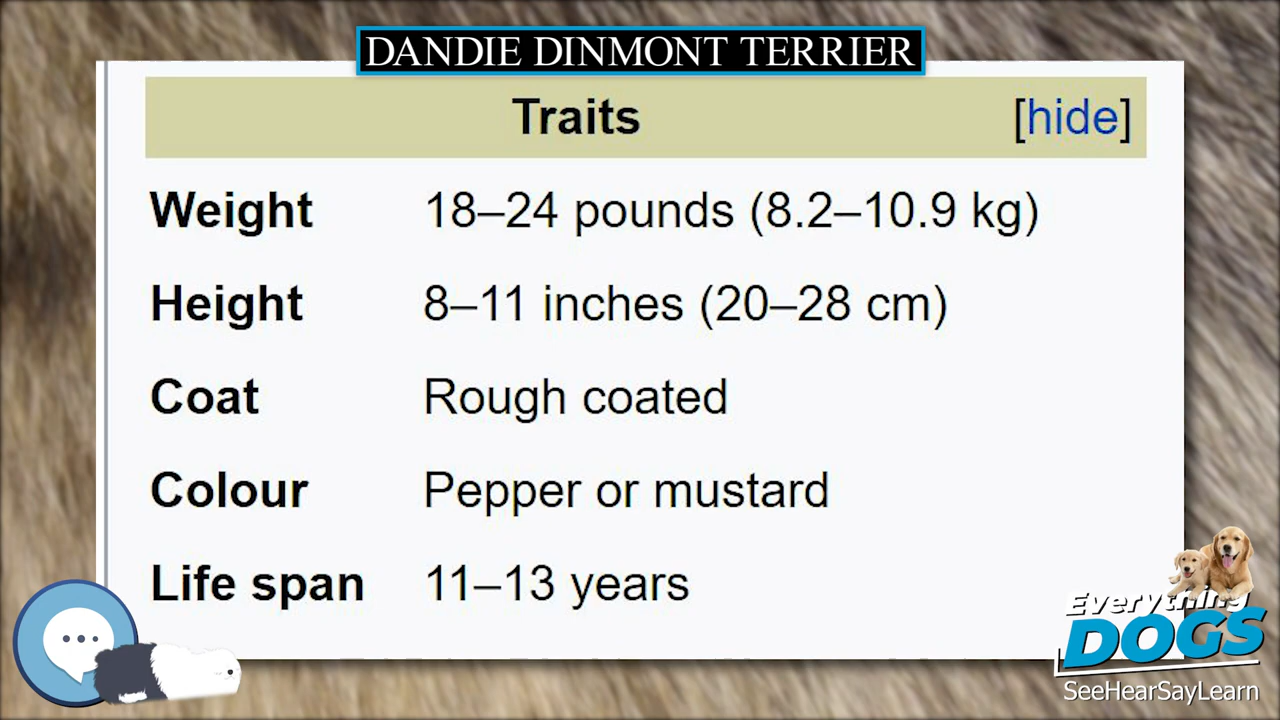 DANDIE DINMONT TERRIER
Traits [hide]
Weight 18–24 pounds (8.2–10.9 kg)
Height 8–11 inches (20–28 cm)
Coat Rough coated
Colour Pepper or mustard
Life span 11–13 years
Everything
DOGS
SeeHearSayLearn